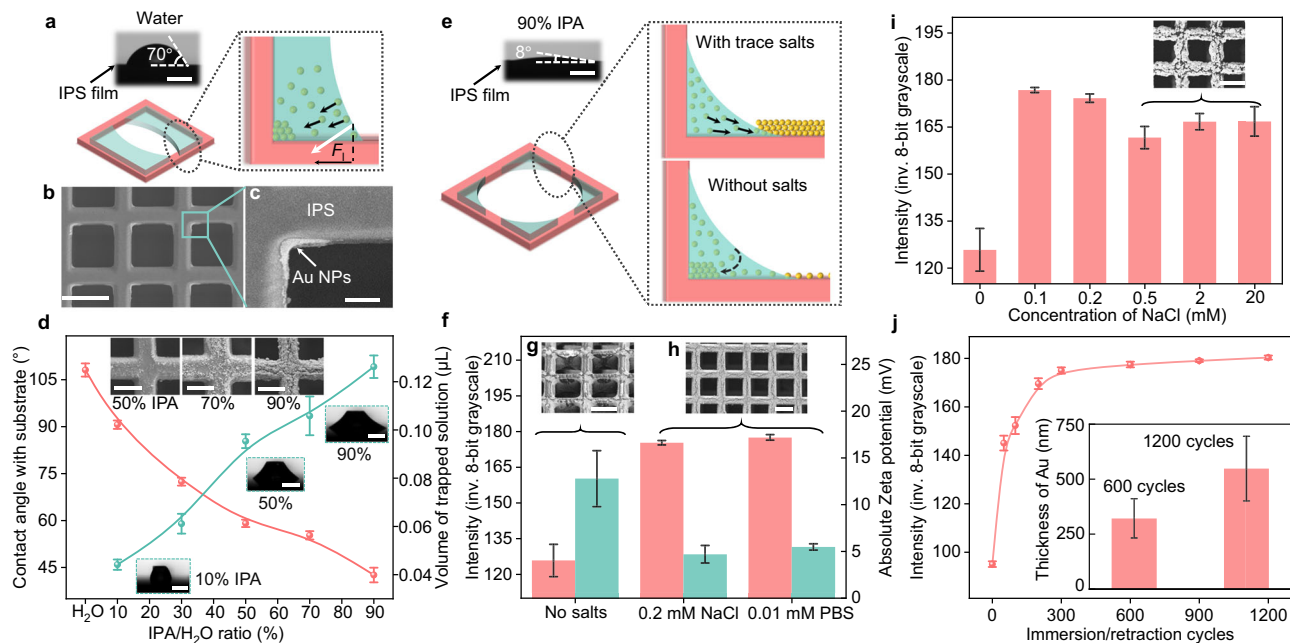 a
Water
70°
IPS film
F
b
c
IPS
Au NPs
d
Contact angle with substrate (°)
105
90
75
60
45
50% IPA
70%
90%
90%
50%
10% IPA
0.12
0.10
0.08
0.06
0.04
Volume of trapped solution (μL)
H₂O 10 30 50 70 90
IPA/H₂O ratio (%)
e
90% IPA
8°
IPS film
With trace salts
Without salts
f
g
h
Intensity (inv. 8-bit grayscale)
210
195
180
165
150
135
120
25
20
15
10
5
0
Absolute Zeta potential (mV)
No salts 0.2 mM NaCl 0.01 mM PBS
i
Intensity (inv. 8-bit grayscale)
195
180
165
135
120
0 0.1 0.2 0.5 2 20
Concentration of NaCl (mM)
j
Intensity (inv. 8-bit grayscale)
180
160
140
120
100
Thickness of Au (nm)
750
500
250
0
1200 cycles
600 cycles
0 300 600 900 1200
Immersion/retraction cycles